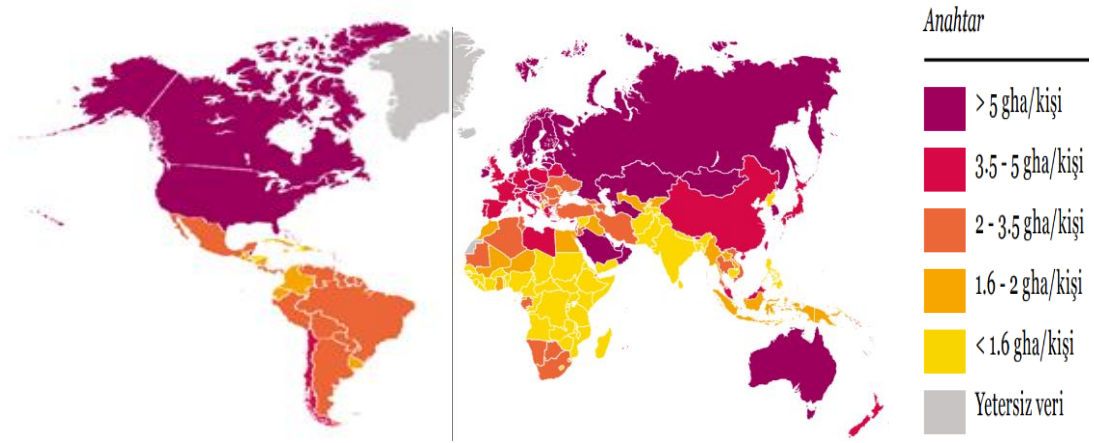 Anahtar
> 5 gha/kişi
3.5 - 5 gha/kişi
2 - 3.5 gha/kişi
1.6 - 2 gha/kişi
< 1.6 gha/kişi
Yetersiz veri